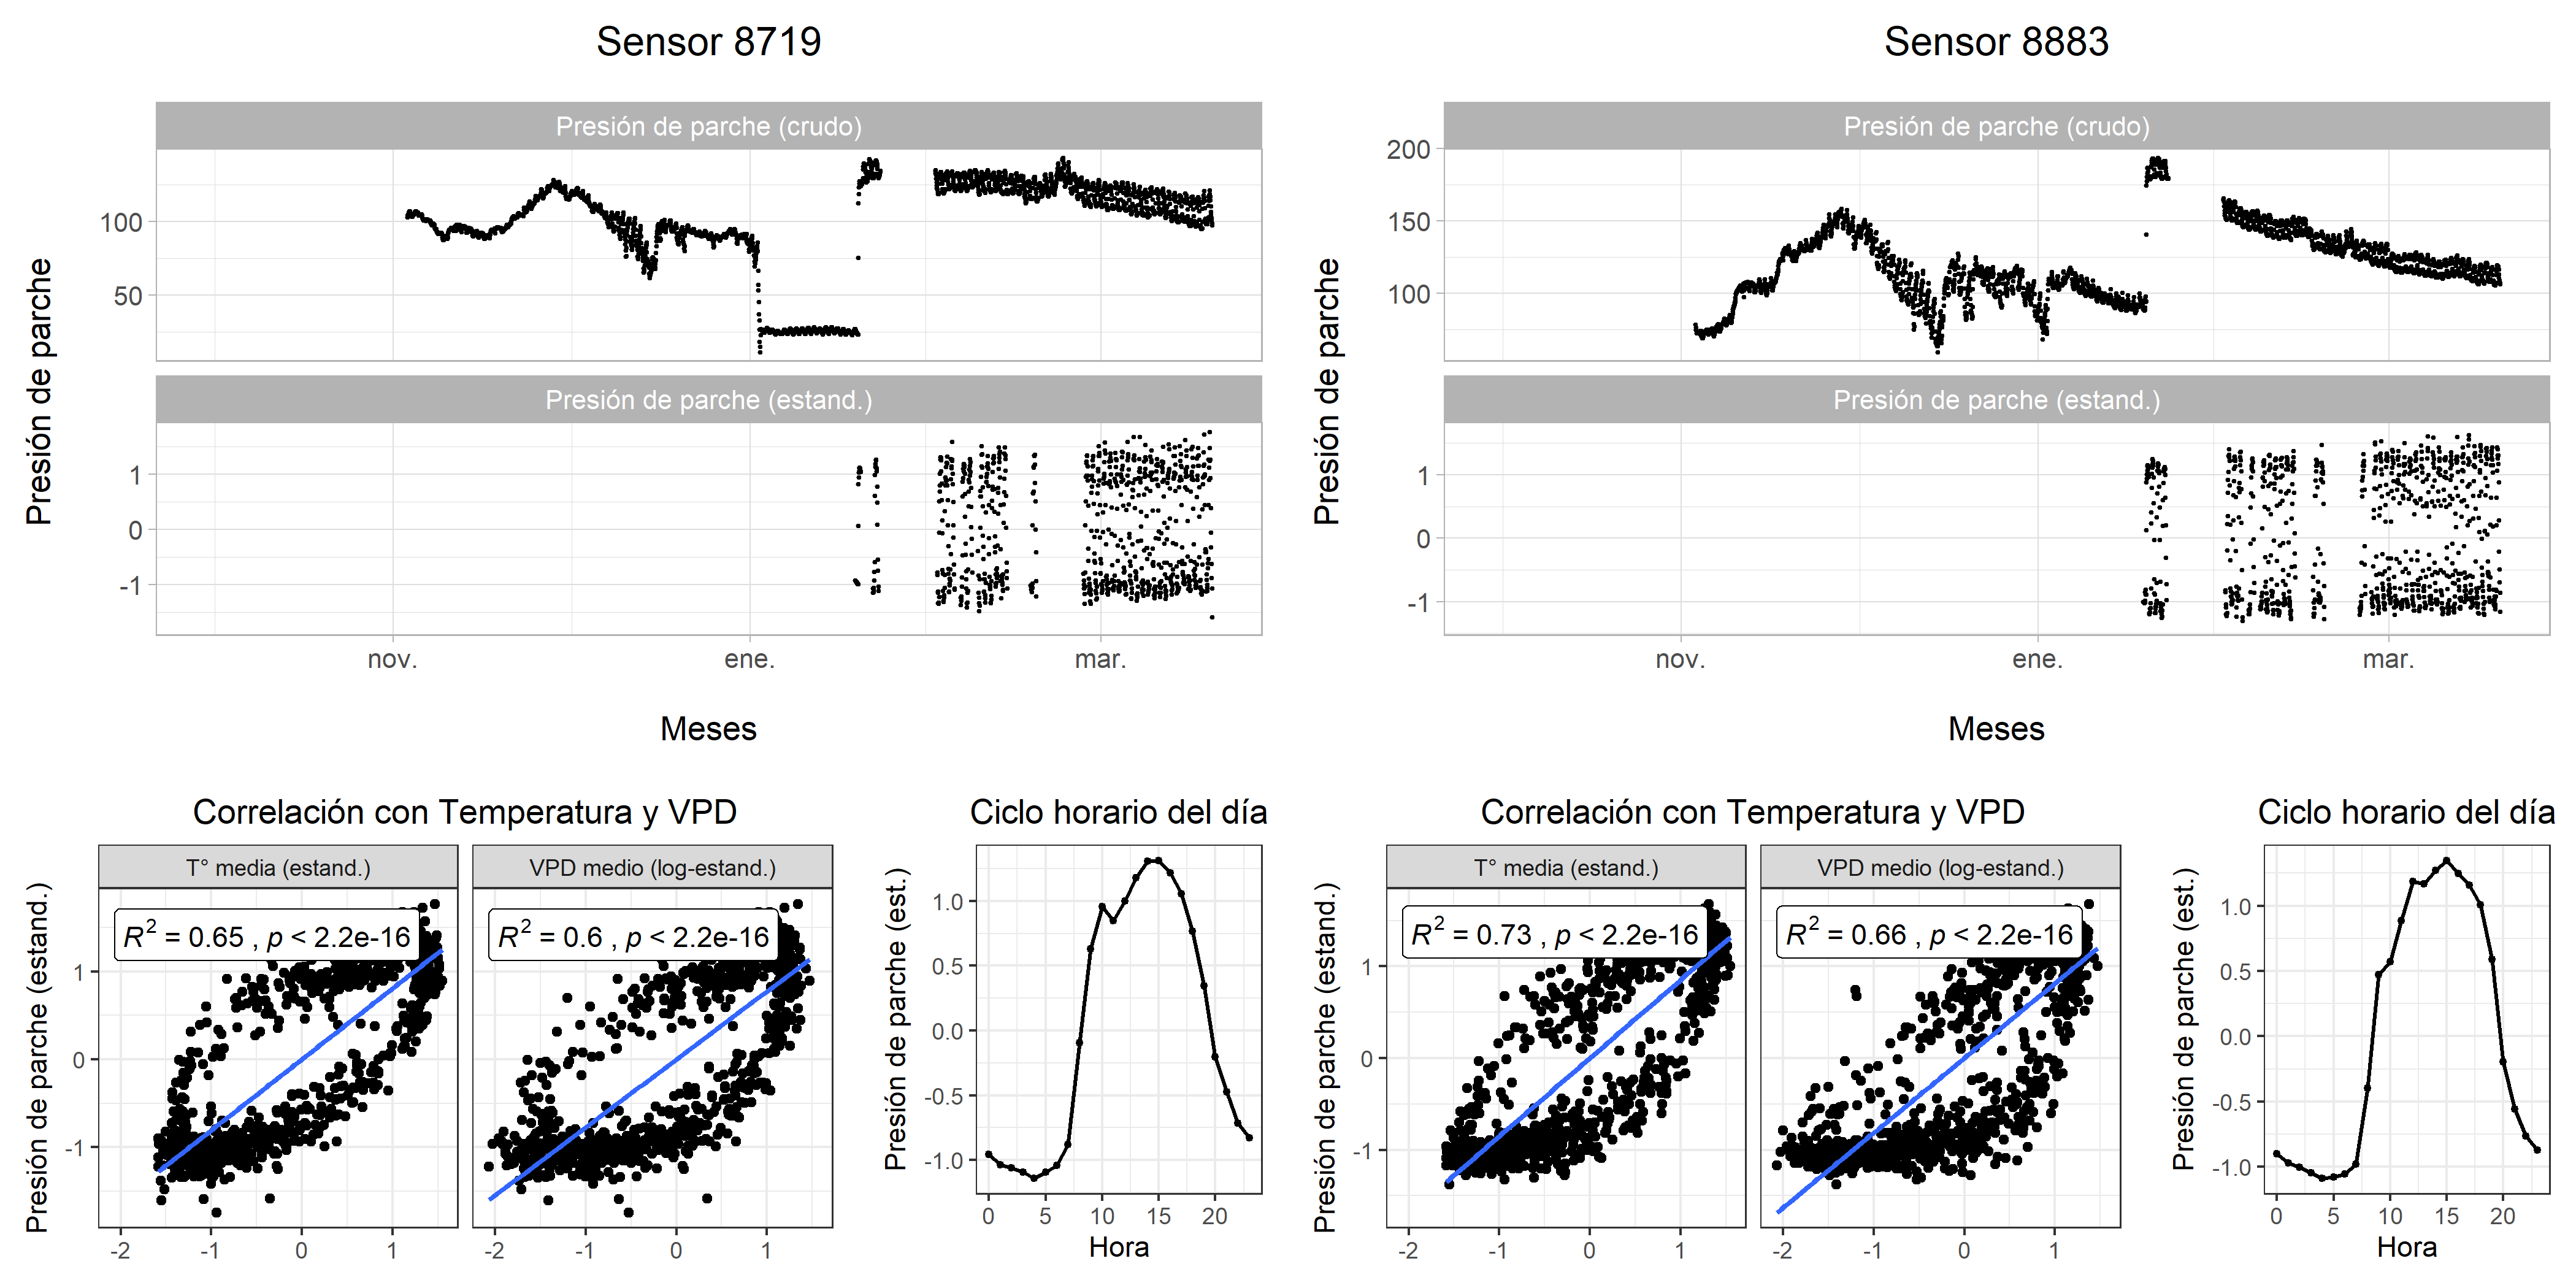 Sensor 8719
Presión de parche (crudo)
Presión de parche
100
50
Presión de parche (estand.)
1
0
-1
nov.
ene.
mar.
Meses
Correlación con Temperatura y VPD
T° media (estand.)
VPD medio (log-estand.)
Presión de parche (estand.)
R² = 0.65 , p < 2.2e-16
R² = 0.6 , p < 2.2e-16
1
0
-1
-2 -1 0 1
-2 -1 0 1
Ciclo horario del día
Presión de parche (est.)
1.0
0.5
0.0
-0.5
-1.0
0 5 10 15 20
Hora
Sensor 8883
Presión de parche (crudo)
Presión de parche
200
150
100
Presión de parche (estand.)
1
0
-1
nov.
ene.
mar.
Meses
Correlación con Temperatura y VPD
T° media (estand.)
VPD medio (log-estand.)
Presión de parche (estand.)
R² = 0.73 , p < 2.2e-16
R² = 0.66 , p < 2.2e-16
1
0
-1
-2 -1 0 1
-2 -1 0 1
Ciclo horario del día
Presión de parche (est.)
1.0
0.5
0.0
-0.5
-1.0
0 5 10 15 20
Hora